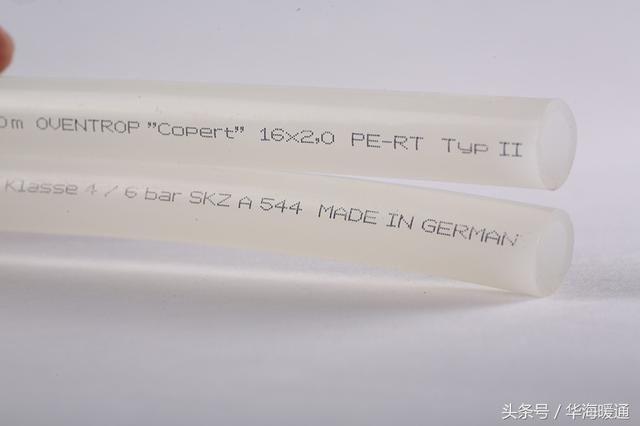 0m OVENTROP "Copert" 16x2,0 PE-RT Typ II
Klasse 4 / 6 bar SKZ A 544 MADE IN GERMAN
头条号 / 华海暖通